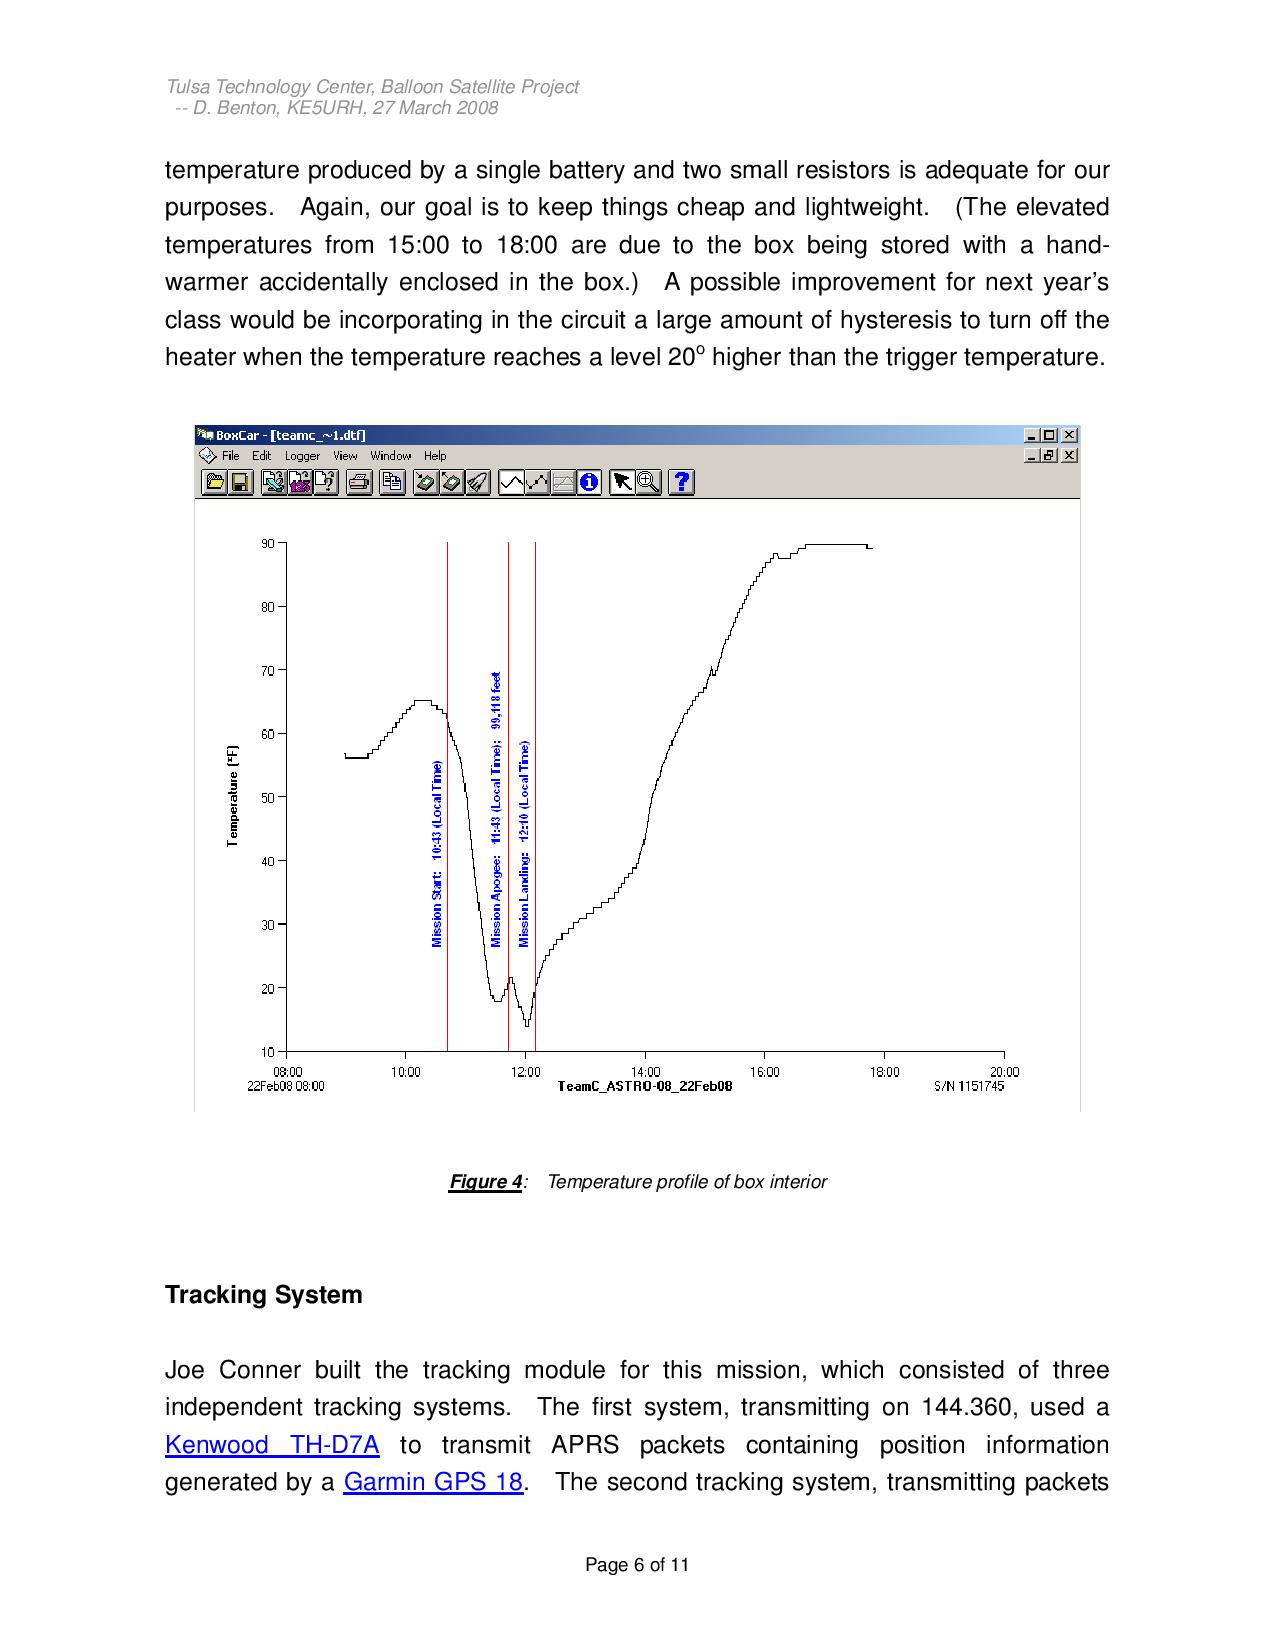 Tulsa Technology Center, Balloon Satellite Project
-- D. Benton, KE5URH, 27 March 2008
temperature produced by a single battery and two small resistors is adequate for our
purposes. Again, our goal is to keep things cheap and lightweight. (The elevated
temperatures from 15:00 to 18:00 are due to the box being stored with a hand-
warmer accidentally enclosed in the box.) A possible improvement for next year's
class would be incorporating in the circuit a large amount of hysteresis to turn off the
heater when the temperature reaches a level 20º higher than the trigger temperature.
BoxCar - [teamc_~1.dtf]
File Edit Logger View Window Help
90
80
70
60
50
40
30
20
10
Temperature (*F)
Mission Start: 10:43 (Local Time)
Mission Apogee: 11:43 (Local Time); 99,118 feet
Mission Landing: 12:10 (Local Time)
08:00 10:00 12:00 14:00 16:00 18:00 20:00
22Feb08 08:00 TeamC_ASTRO-08_22Feb08 S/N 1151745
Figure 4: Temperature profile of box interior
Tracking System
Joe Conner built the tracking module for this mission, which consisted of three
independent tracking systems. The first system, transmitting on 144.360, used a
Kenwood TH-D7A to transmit APRS packets containing position information
generated by a Garmin GPS 18. The second tracking system, transmitting packets
Page 6 of 11